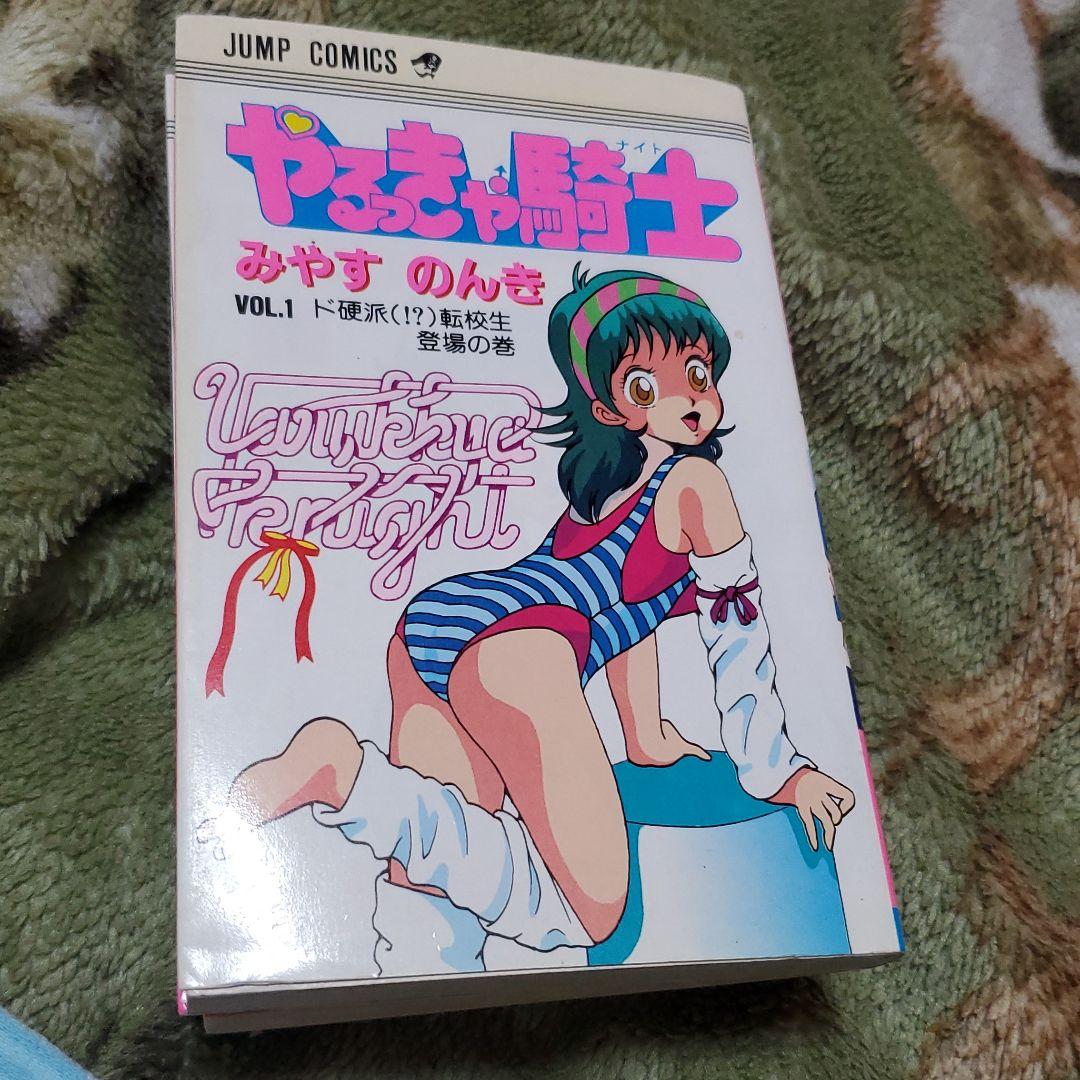 JUMP COMICS
やるっきゃ騎士
ナイト
みやす のんき
VOL.1 ド硬派(!?)転校生
登場の巻